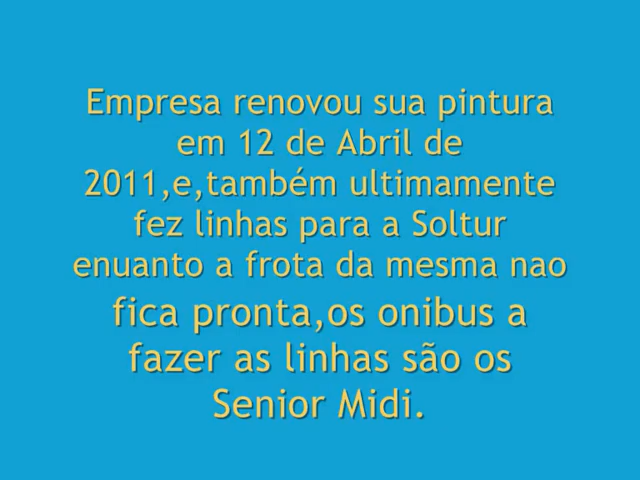 Empresa renovou sua pintura
em 12 de Abril de
2011,e,também ultimamente
fez linhas para a Soltur
enuanto a frota da mesma nao
fica pronta,os onibus a
fazer as linhas são os
Senior Midi.